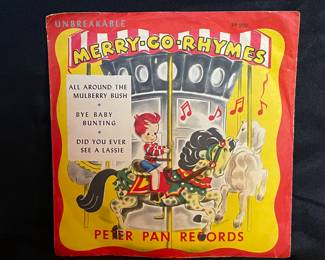 UNBREAKABLE
MERRY-GO-RHYMES
ALL AROUND THE
MULBERRY BUSH
•
BYE BABY
BUNTING
•
DID YOU EVER
SEE A LASSIE
PETER PAN RECORDS